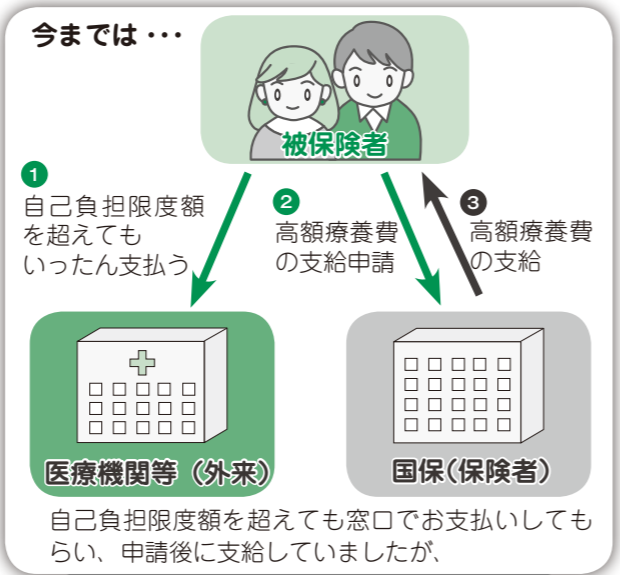 今までは・・・
被保険者
1
自己負担限度額
を超えても
いったん支払う
2
高額療養費
の支給申請
3
高額療養費
の支給
医療機関等（外来）
国保（保険者）
自己負担限度額を超えても窓口でお支払いしても
らい、申請後に支給していましたが、